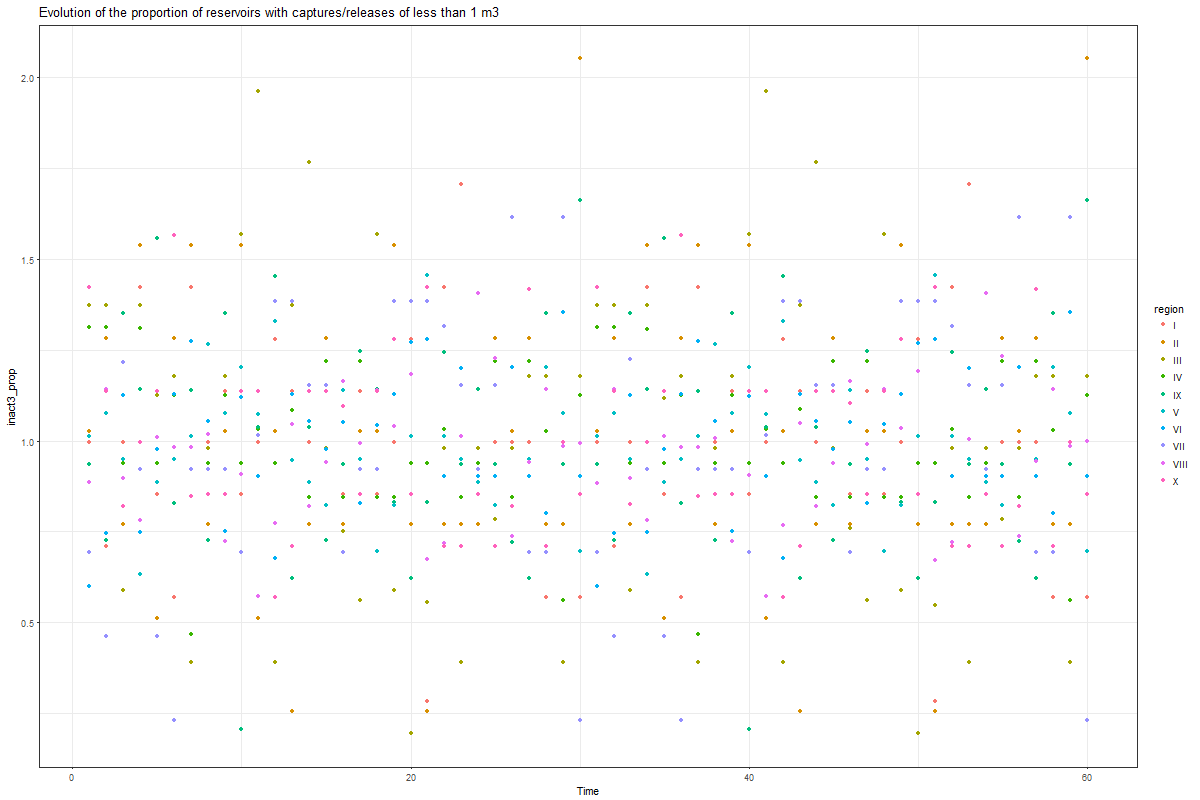 Evolution of the proportion of reservoirs with captures/releases of less than 1 m3
2.0
1.5
1.0
0.5
inact3_prop
0
20
40
60
Time
region
I
II
III
IV
IX
V
VI
VII
VIII
X